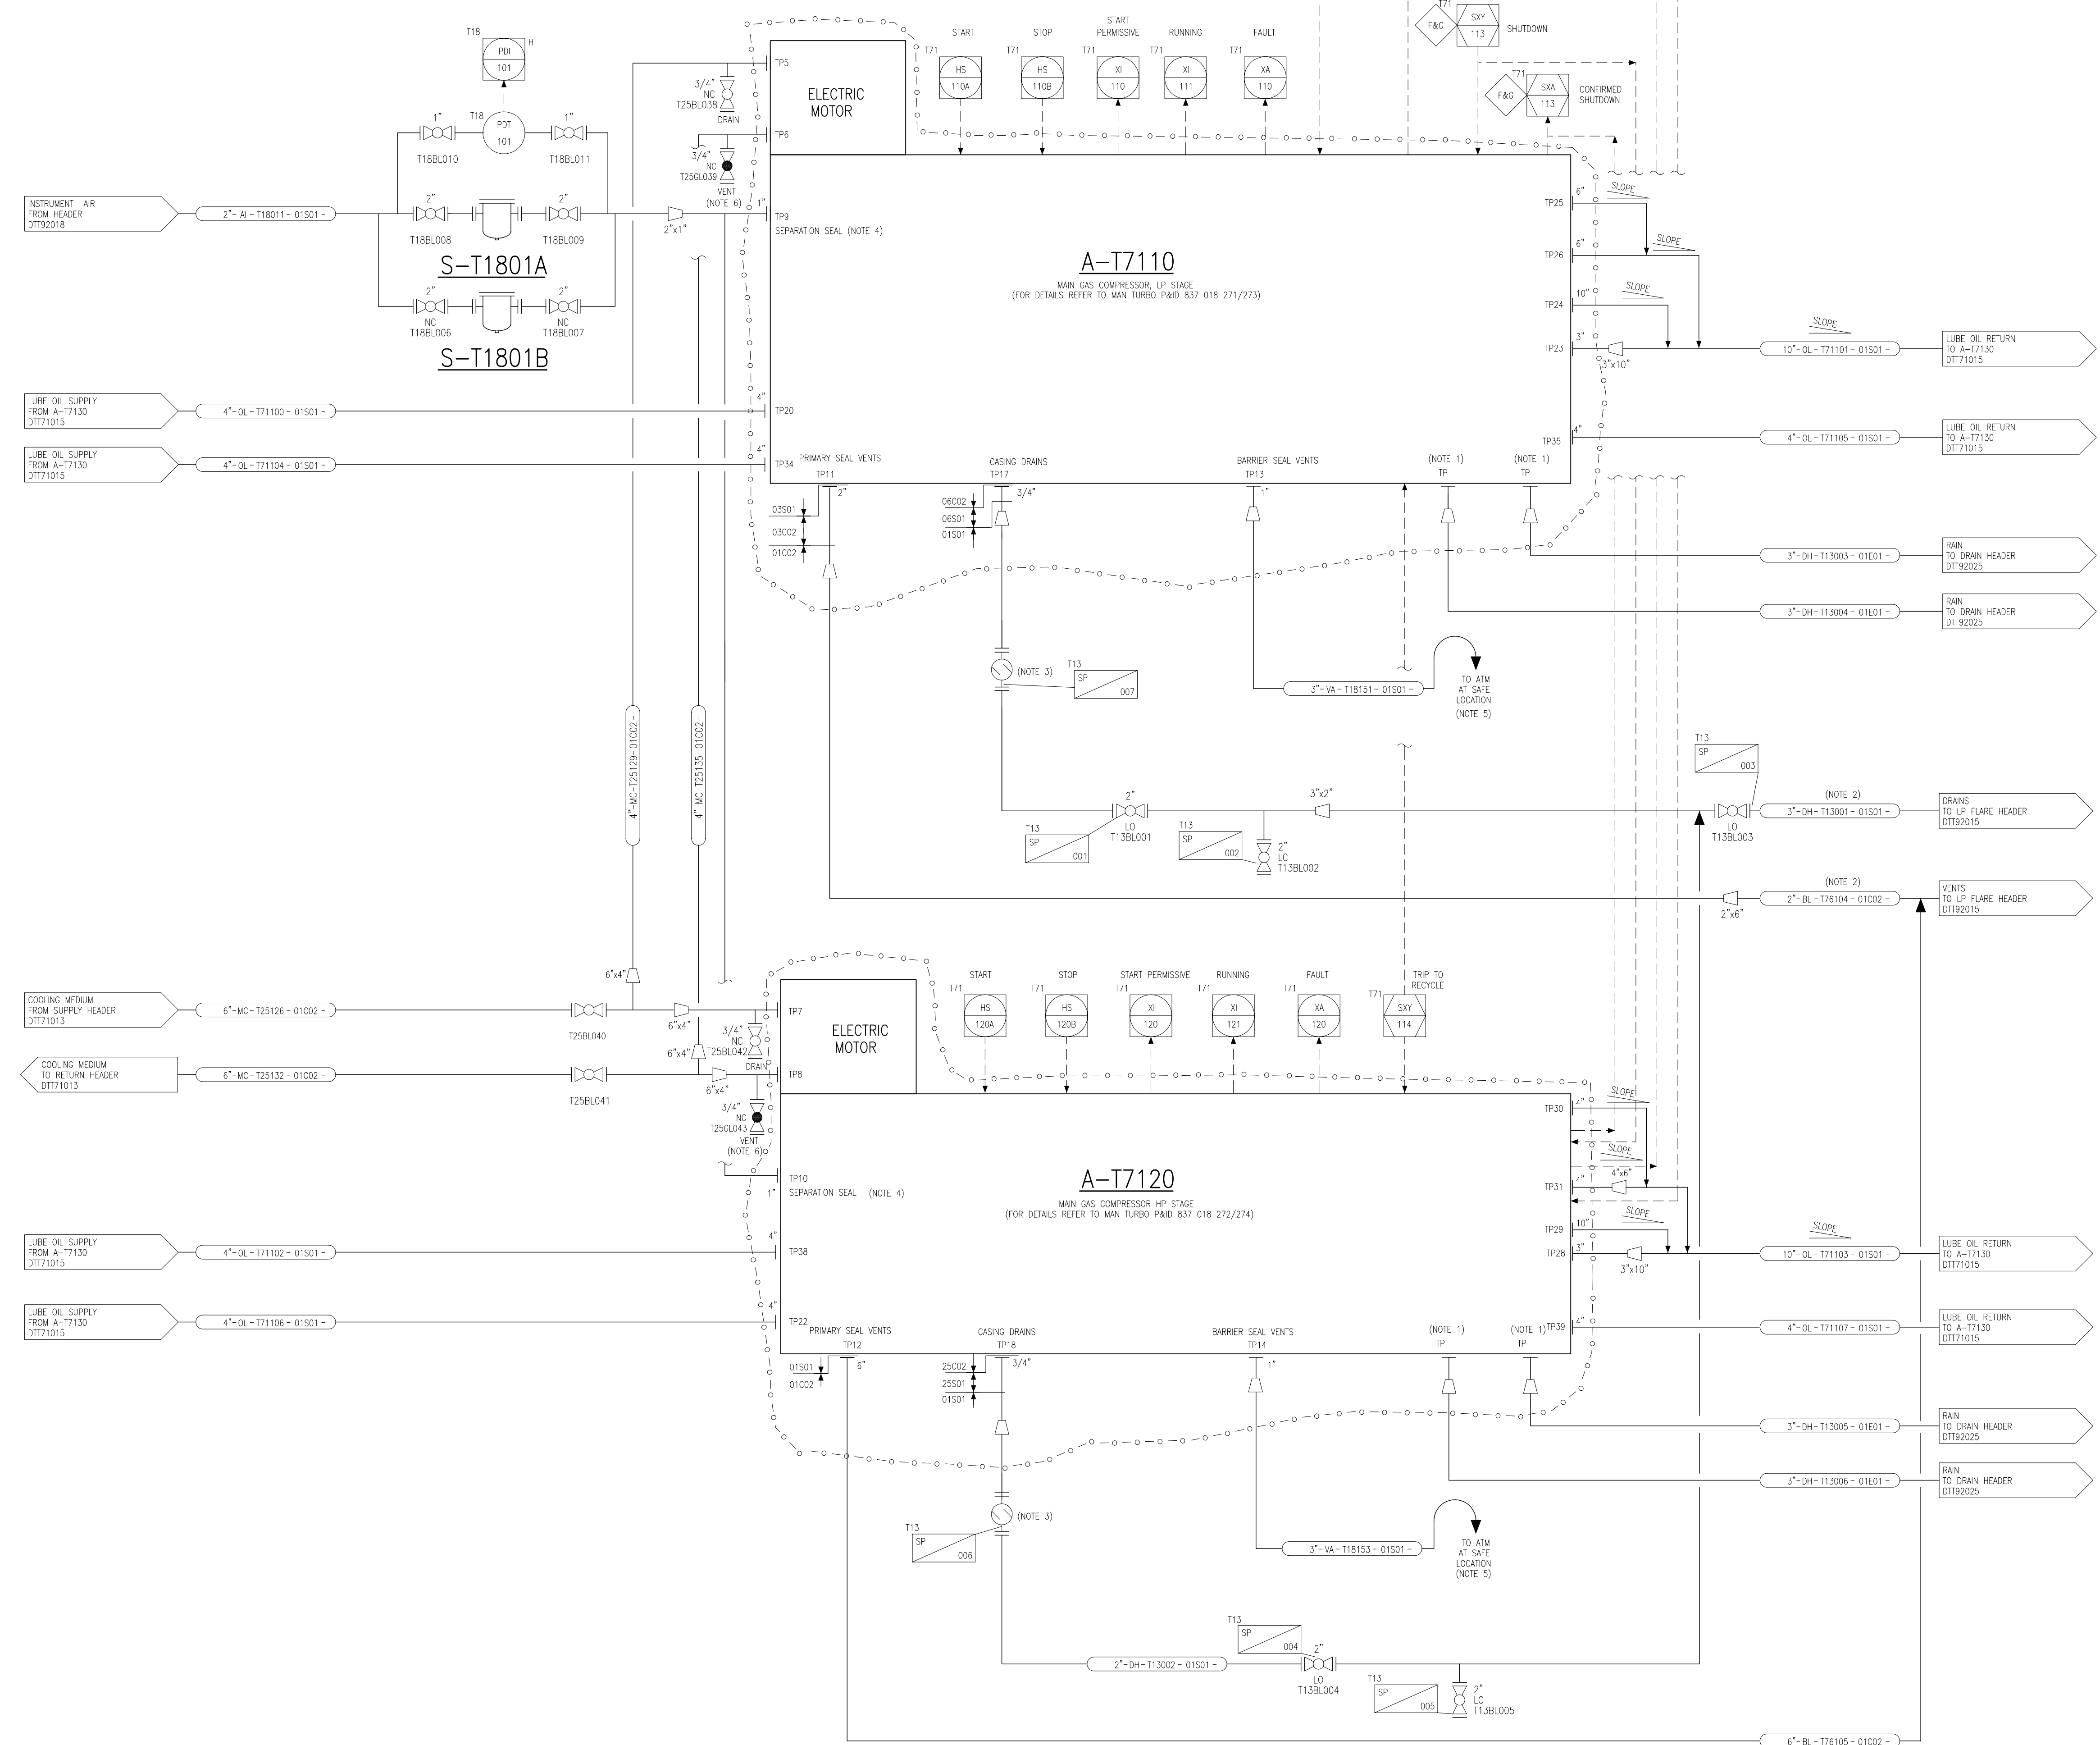 T71
F&G
SXY
113
SHUTDOWN
T71
F&G
SXA
113
CONFIRMED
SHUTDOWN
T18
PDI
101
H
1"
T18
PDT
101
1"
T18BL010
T18BL011
INSTRUMENT AIR
FROM HEADER
DTT92018
2"- AI - T18011 - 01S01 -
2"
2"
T18BL008
T18BL009
S-T1801A
2"
2"
NC
T18BL006
NC
T18BL007
S-T1801B
2"x1"
3/4"
NC
T25BL038
DRAIN
3/4"
NC
T25GL039
VENT
(NOTE 6)
1"
TP5
TP6
TP9
SEPARATION SEAL (NOTE 4)
ELECTRIC
MOTOR
START
T71
HS
110A
STOP
T71
HS
110B
START
PERMISSIVE
T71
XI
110
RUNNING
T71
XI
111
FAULT
T71
XA
110
A-T7110
MAIN GAS COMPRESSOR, LP STAGE
(FOR DETAILS REFER TO MAN TURBO P&ID 837 018 271/273)
TP25
6"
SLOPE
TP26
6"
SLOPE
TP24
10"
SLOPE
TP23
3"
3"x10"
SLOPE
10"- OL - T71101 - 01S01 -
LUBE OIL RETURN
TO A-T7130
DTT71015
LUBE OIL SUPPLY
FROM A-T7130
DTT71015
4"- OL - T71100 - 01S01 -
4"
TP20
LUBE OIL SUPPLY
FROM A-T7130
DTT71015
4"- OL - T71104 - 01S01 -
4"
TP34
TP35
4"
4"- OL - T71105 - 01S01 -
LUBE OIL RETURN
TO A-T7130
DTT71015
PRIMARY SEAL VENTS
TP11
2"
CASING DRAINS
TP17
3/4"
BARRIER SEAL VENTS
TP13
1"
(NOTE 1)
TP
(NOTE 1)
TP
03S01
03C02
01C02
06C02
06S01
01S01
3"- DH - T13003 - 01E01 -
RAIN
TO DRAIN HEADER
DTT92025
3"- DH - T13004 - 01E01 -
RAIN
TO DRAIN HEADER
DTT92025
(NOTE 3)
T13
SP
007
3"- VA - T18151 - 01S01 -
TO ATM
AT SAFE
LOCATION
(NOTE 5)
4"-MC-T25129-01C02-
4"-MC-T25135-01C02-
T13
SP
001
2"
LO
T13BL001
T13
SP
002
2"
LC
T13BL002
3"x2"
T13
SP
003
LO
T13BL003
(NOTE 2)
3"- DH - T13001 - 01S01 -
DRAINS
TO LP FLARE HEADER
DTT92015
2"x6"
(NOTE 2)
2"- BL - T76104 - 01C02 -
VENTS
TO LP FLARE HEADER
DTT92015
COOLING MEDIUM
FROM SUPPLY HEADER
DTT71013
6"-MC-T25126-01C02 -
T25BL040
6"x4"
6"x4"
COOLING MEDIUM
TO RETURN HEADER
DTT71013
6"-MC-T25132-01C02 -
T25BL041
6"x4"
6"x4"
3/4"
NC
T25BL042
DRAIN
3/4"
NC
T25GL043
VENT
(NOTE 6)
TP7
TP8
TP10
1"
SEPARATION SEAL (NOTE 4)
ELECTRIC
MOTOR
START
T71
HS
120A
STOP
T71
HS
120B
START PERMISSIVE
T71
XI
120
RUNNING
T71
XI
121
FAULT
T71
XA
120
TRIP TO
RECYCLE
T71
SXY
114
A-T7120
MAIN GAS COMPRESSOR HP STAGE
(FOR DETAILS REFER TO MAN TURBO P&ID 837 018 272/274)
TP30
4"
SLOPE
SLOPE
TP31
4"
4"x6"
TP29
10"
SLOPE
TP28
3"
3"x10"
SLOPE
10"- OL - T71103 - 01S01 -
LUBE OIL RETURN
TO A-T7130
DTT71015
LUBE OIL SUPPLY
FROM A-T7130
DTT71015
4"- OL - T71102 - 01S01 -
4"
TP38
LUBE OIL SUPPLY
FROM A-T7130
DTT71015
4"- OL - T71106 - 01S01 -
4"
TP22
TP39
4"
4"- OL - T71107 - 01S01 -
LUBE OIL RETURN
TO A-T7130
DTT71015
PRIMARY SEAL VENTS
TP12
6"
CASING DRAINS
TP18
3/4"
BARRIER SEAL VENTS
TP14
1"
(NOTE 1)
TP
(NOTE 1)
TP
01S01
01C02
25C02
25S01
01S01
3"- DH - T13005 - 01E01 -
RAIN
TO DRAIN HEADER
DTT92025
3"- DH - T13006 - 01E01 -
RAIN
TO DRAIN HEADER
DTT92025
(NOTE 3)
T13
SP
006
3"- VA - T18153 - 01S01 -
TO ATM
AT SAFE
LOCATION
(NOTE 5)
2"- DH - T13002 - 01S01 -
T13
SP
004
2"
LO
T13BL004
T13
SP
005
2"
LC
T13BL005
6"- BL - T76105 - 01C02 -